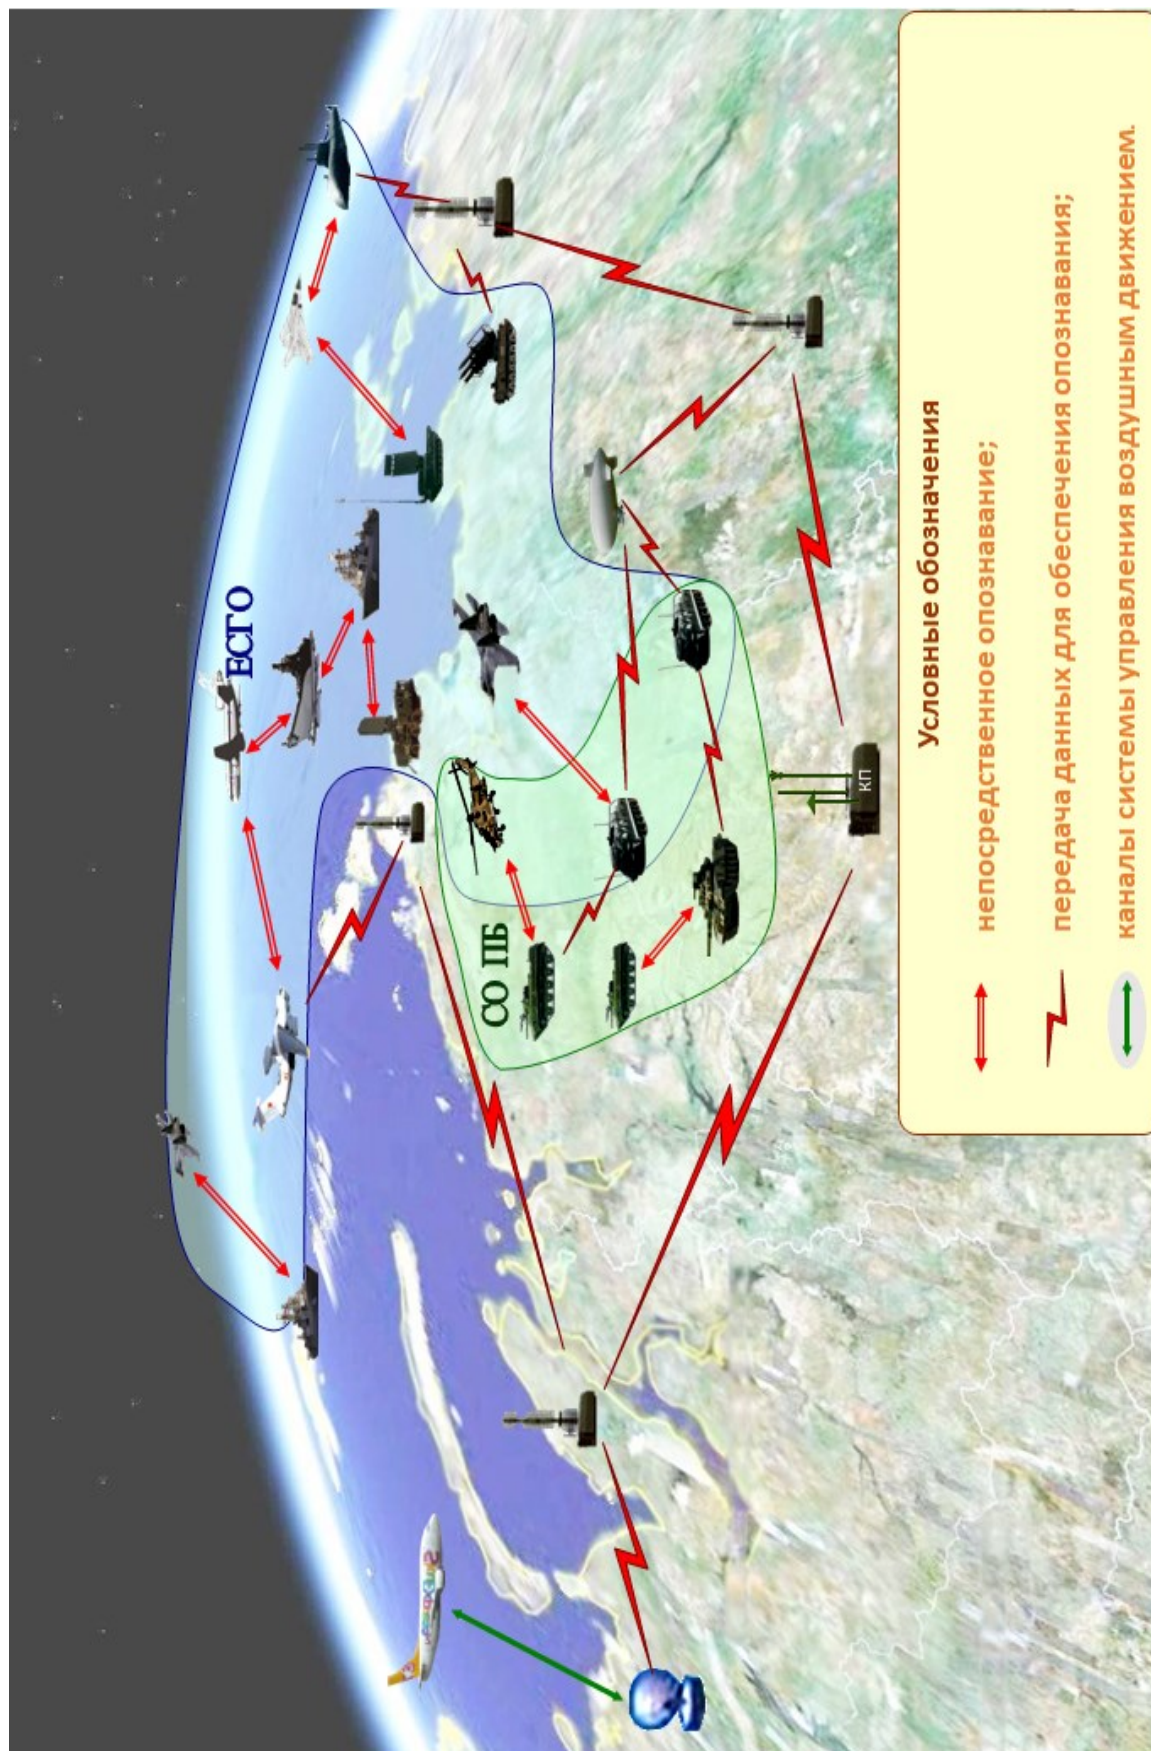 ЕСГО
СО ПБ
КП
Условные обозначения
непосредственное опознавание;
передача данных для обеспечения опознавания;
каналы системы управления воздушным движением.